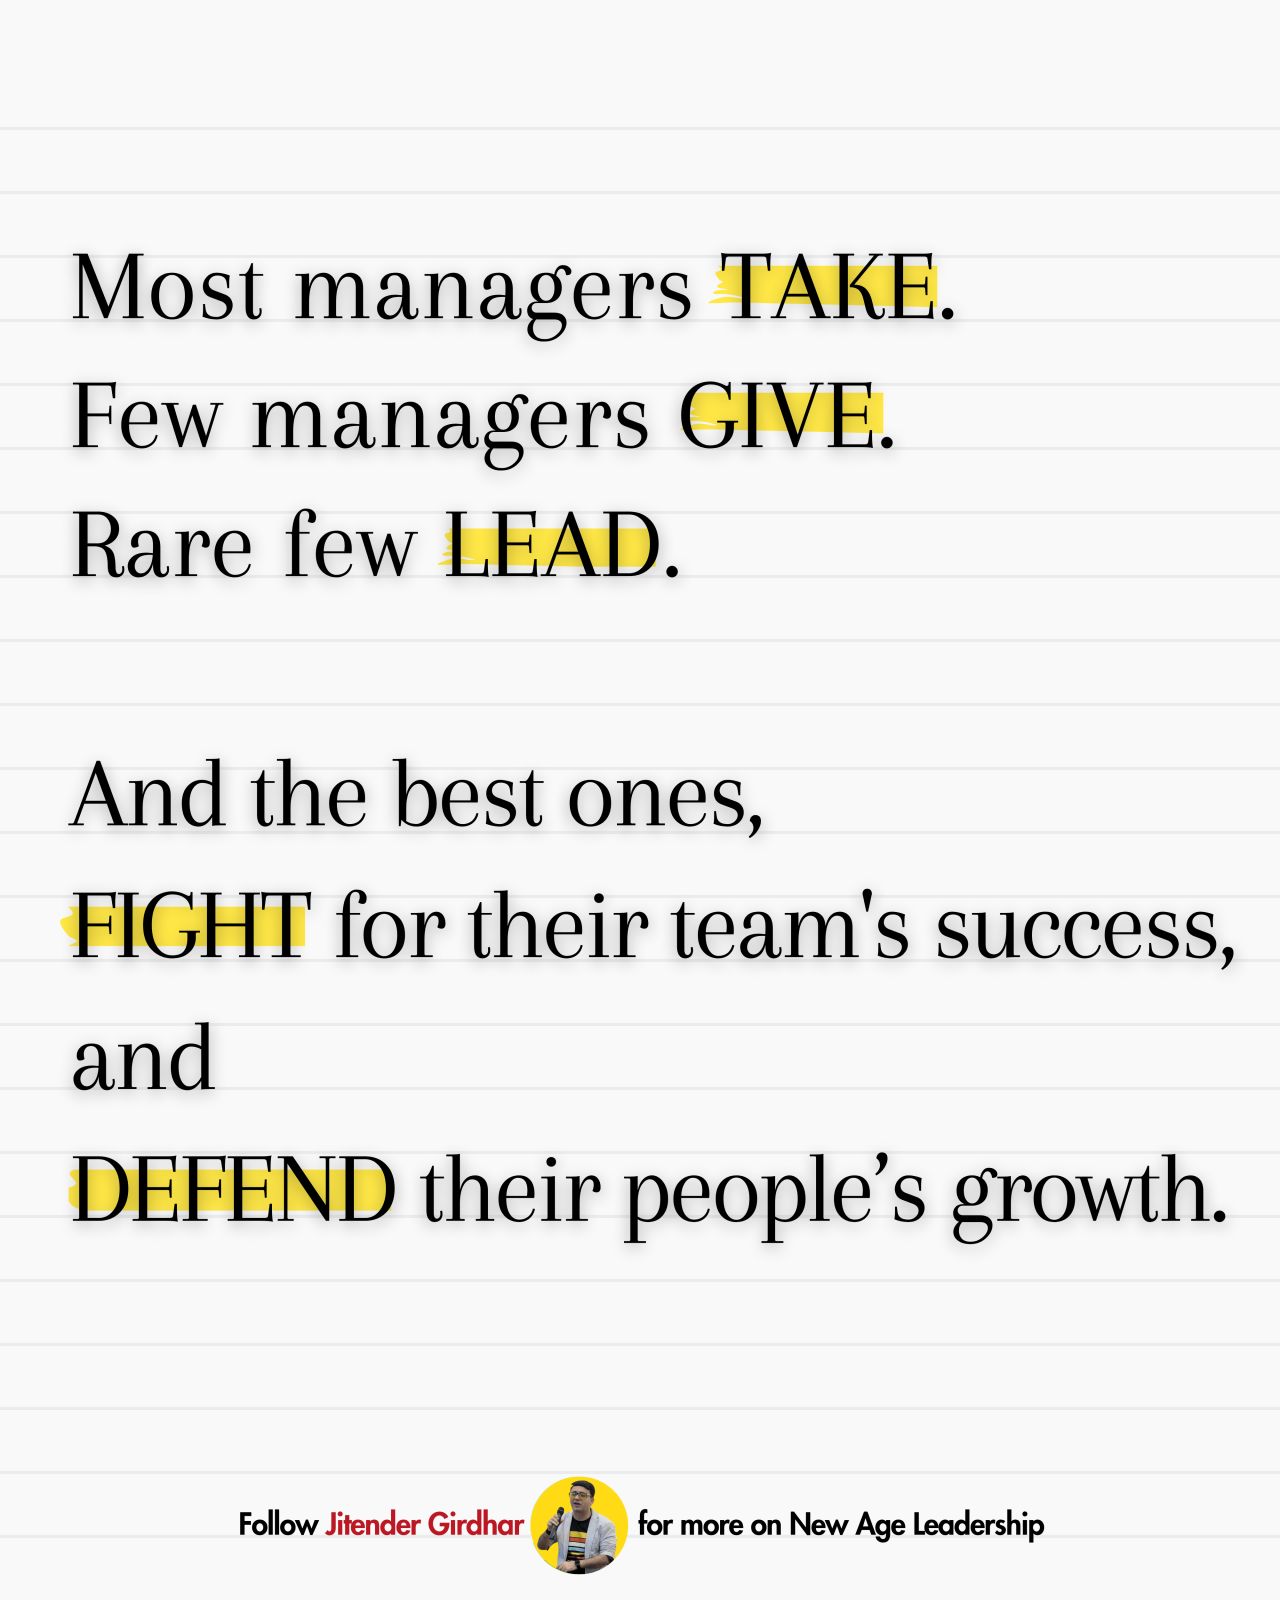 Most managers TAKE.
Few managers GIVE.
Rare few LEAD.
And the best ones,
FIGHT for their team's success,
and
DEFEND their people’s growth.
Follow Jitender Girdhar for more on New Age Leadership